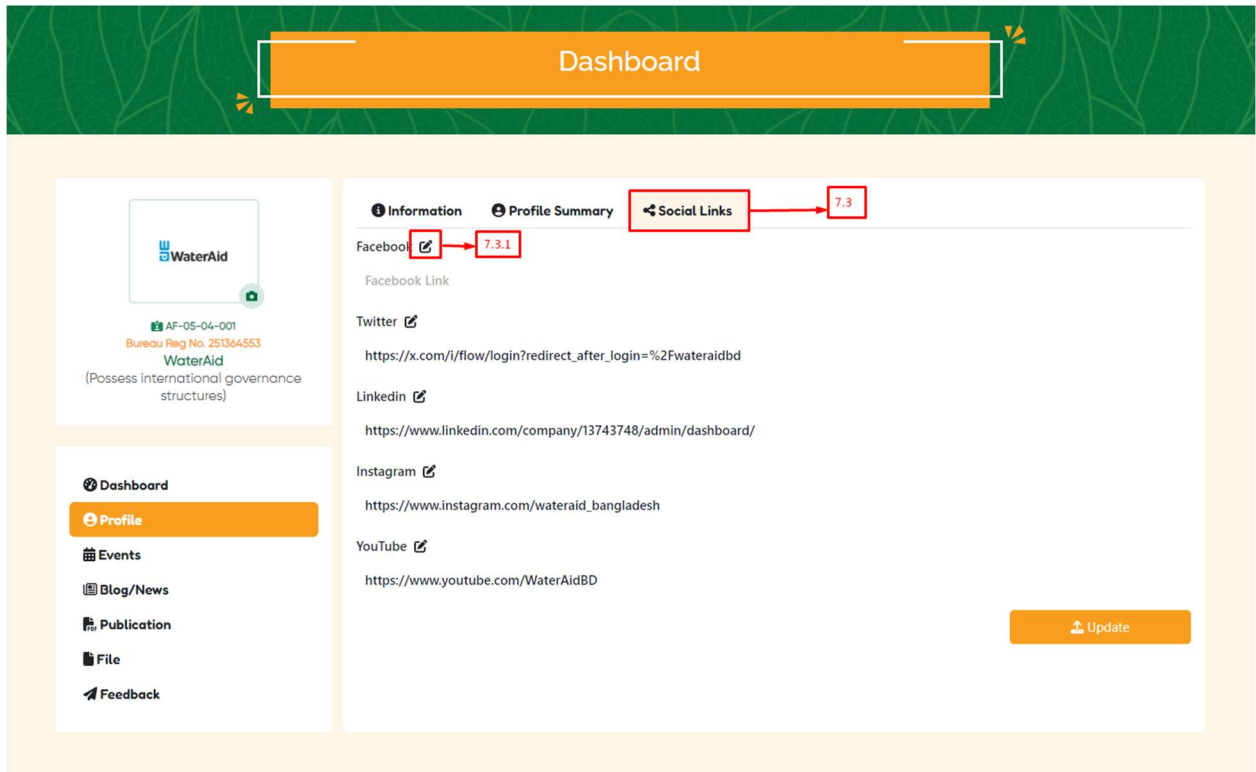 Dashboard
WaterAid
AF-05-04-001
Bureau Reg No. 251364553
WaterAid
(Possess international governance
structures)
Dashboard
Profile
Events
Blog/News
Publication
File
Feedback
Information Profile Summary Social Links 7.3
Facebook 7.3.1
Facebook Link
Twitter
https://x.com/i/flow/login?redirect_after_login=%2Fwateraidbd
Linkedin
https://www.linkedin.com/company/13743748/admin/dashboard/
Instagram
https://www.instagram.com/wateraid_bangladesh
YouTube
https://www.youtube.com/WaterAidBD
Update